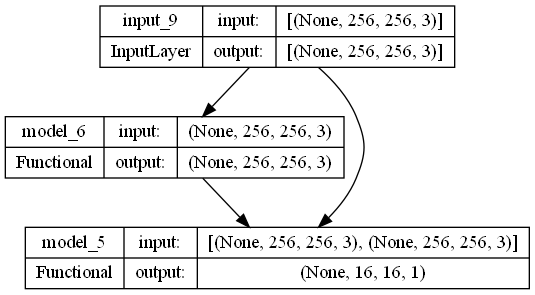 input_9 input: [(None, 256, 256, 3)]
InputLayer output: [(None, 256, 256, 3)]
model_6 input: (None, 256, 256, 3)
Functional output: (None, 256, 256, 3)
model_5 input: [(None, 256, 256, 3), (None, 256, 256, 3)]
Functional output: (None, 16, 16, 1)